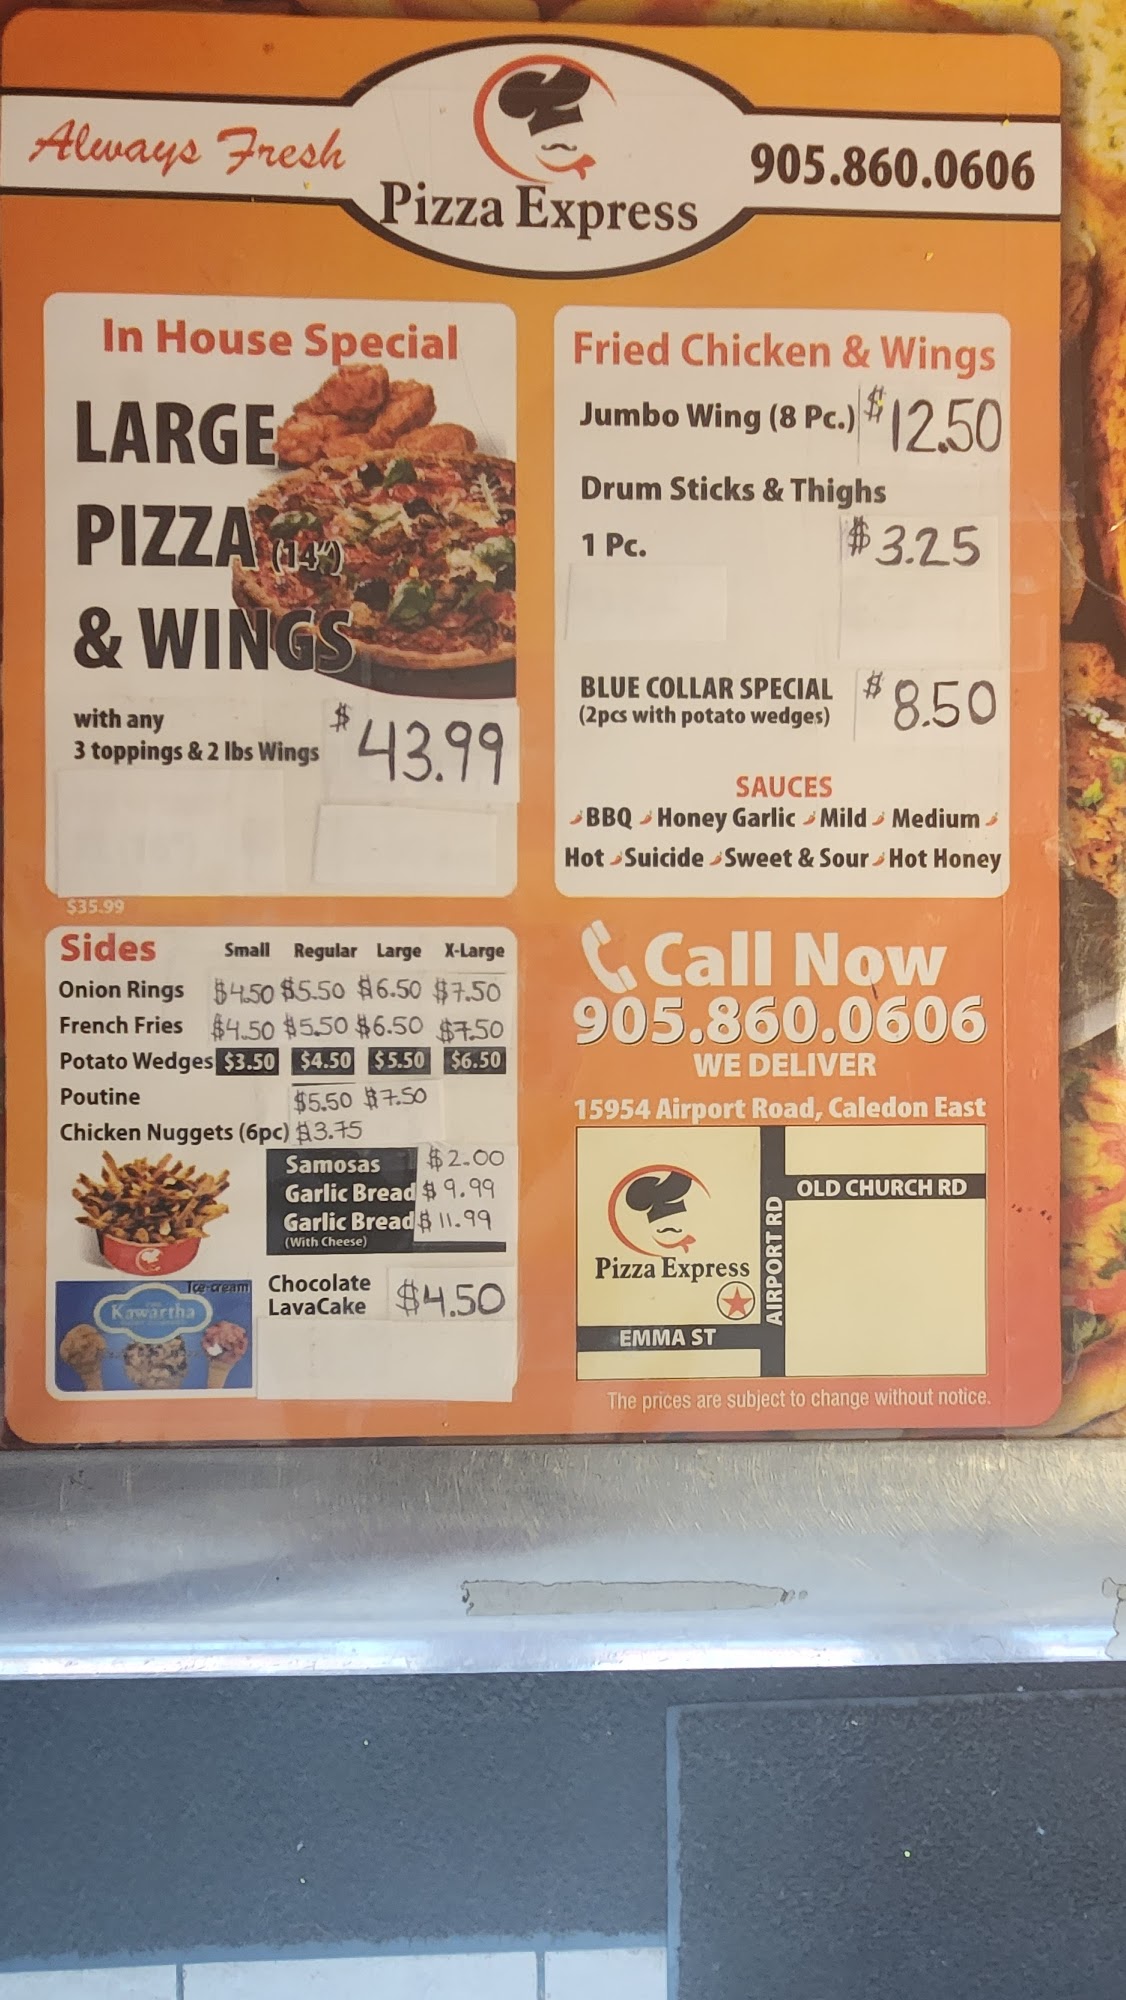 Always Fresh
Pizza Express
905.860.0606
In House Special
LARGE
PIZZA (14")
& WINGS
with any
3 toppings & 2 lbs Wings $43.99
$35.99
Fried Chicken & Wings
Jumbo Wing (8 Pc.) $12.50
Drum Sticks & Thighs
1 Pc. $3.25
BLUE COLLAR SPECIAL $8.50
(2pcs with potato wedges)
SAUCES
BBQ Honey Garlic Mild Medium
Hot Suicide Sweet & Sour Hot Honey
Sides Small Regular Large X-Large
Onion Rings $4.50 $5.50 $6.50 $7.50
French Fries $4.50 $5.50 $6.50 $7.50
Potato Wedges $3.50 $4.50 $5.50 $6.50
Poutine $5.50 $7.50
Chicken Nuggets (6pc) $3.75
Samosas $2.00
Garlic Bread $9.99
Garlic Bread $11.99
(With Cheese)
Ice-cream
Kawartha
Chocolate
LavaCake $4.50
Call Now
905.860.0606
WE DELIVER
15954 Airport Road, Caledon East
OLD CHURCH RD
AIRPORT RD
Pizza Express
EMMA ST
The prices are subject to change without notice.